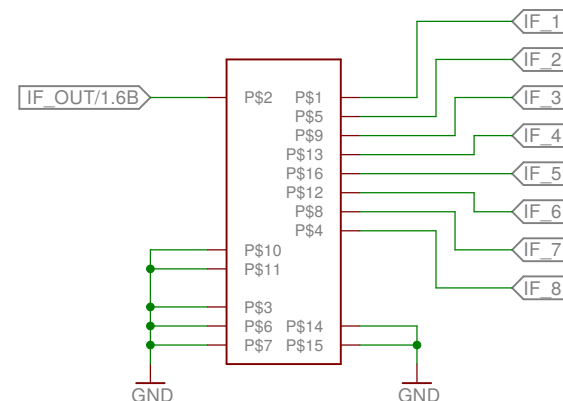 IF_1
IF_2
IF_OUT/1.6B P$2 P$1 IF_3
P$5
P$9 IF_4
P$13
P$16 IF_5
P$12
P$8 IF_6
P$4
P$10 IF_7
P$11
IF_8
P$3
P$6 P$14
P$7 P$15
GND GND